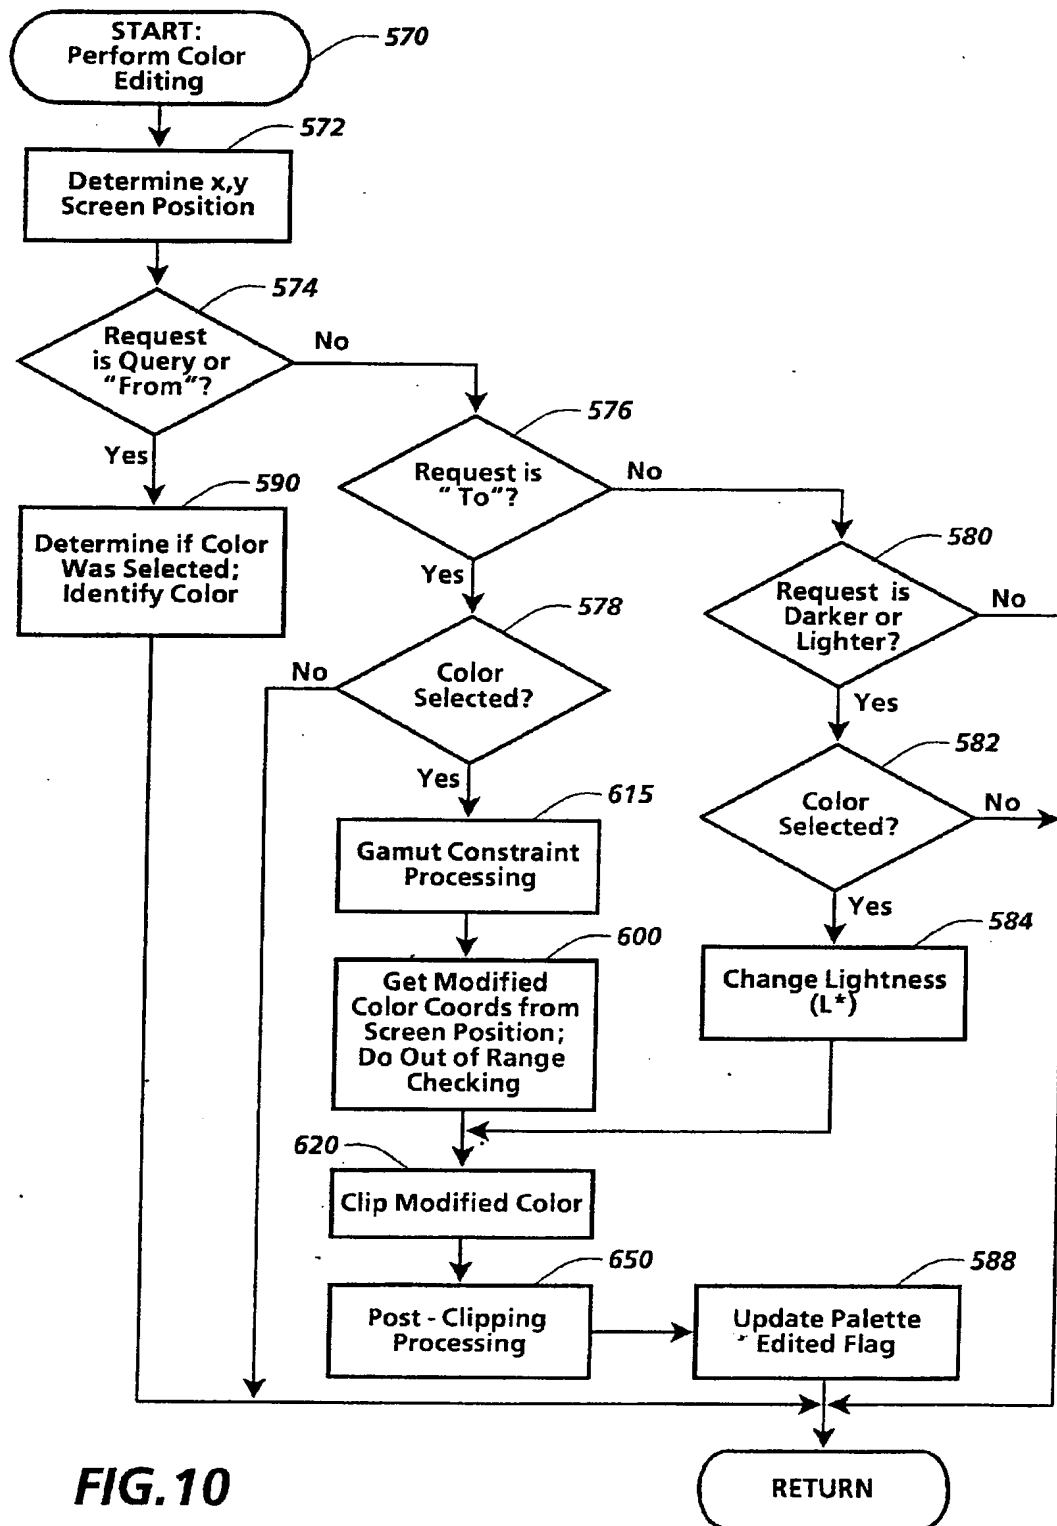 START:
Perform Color
Editing
570
572
Determine x,y
Screen Position
574
Request
is Query or
"From"?
No
Yes
576
Request is
" To"?
No
Yes
590
Determine if Color
Was Selected;
Identify Color
580
Request is
Darker or
Lighter?
No
Yes
578
Color
Selected?
No
Yes
582
Color
Selected?
No
Yes
615
Gamut Constraint
Processing
584
Change Lightness
(L*)
600
Get Modified
Color Coords from
Screen Position;
Do Out of Range
Checking
620
Clip Modified Color
650
Post - Clipping
Processing
588
Update Palette
Edited Flag
RETURN
FIG.10